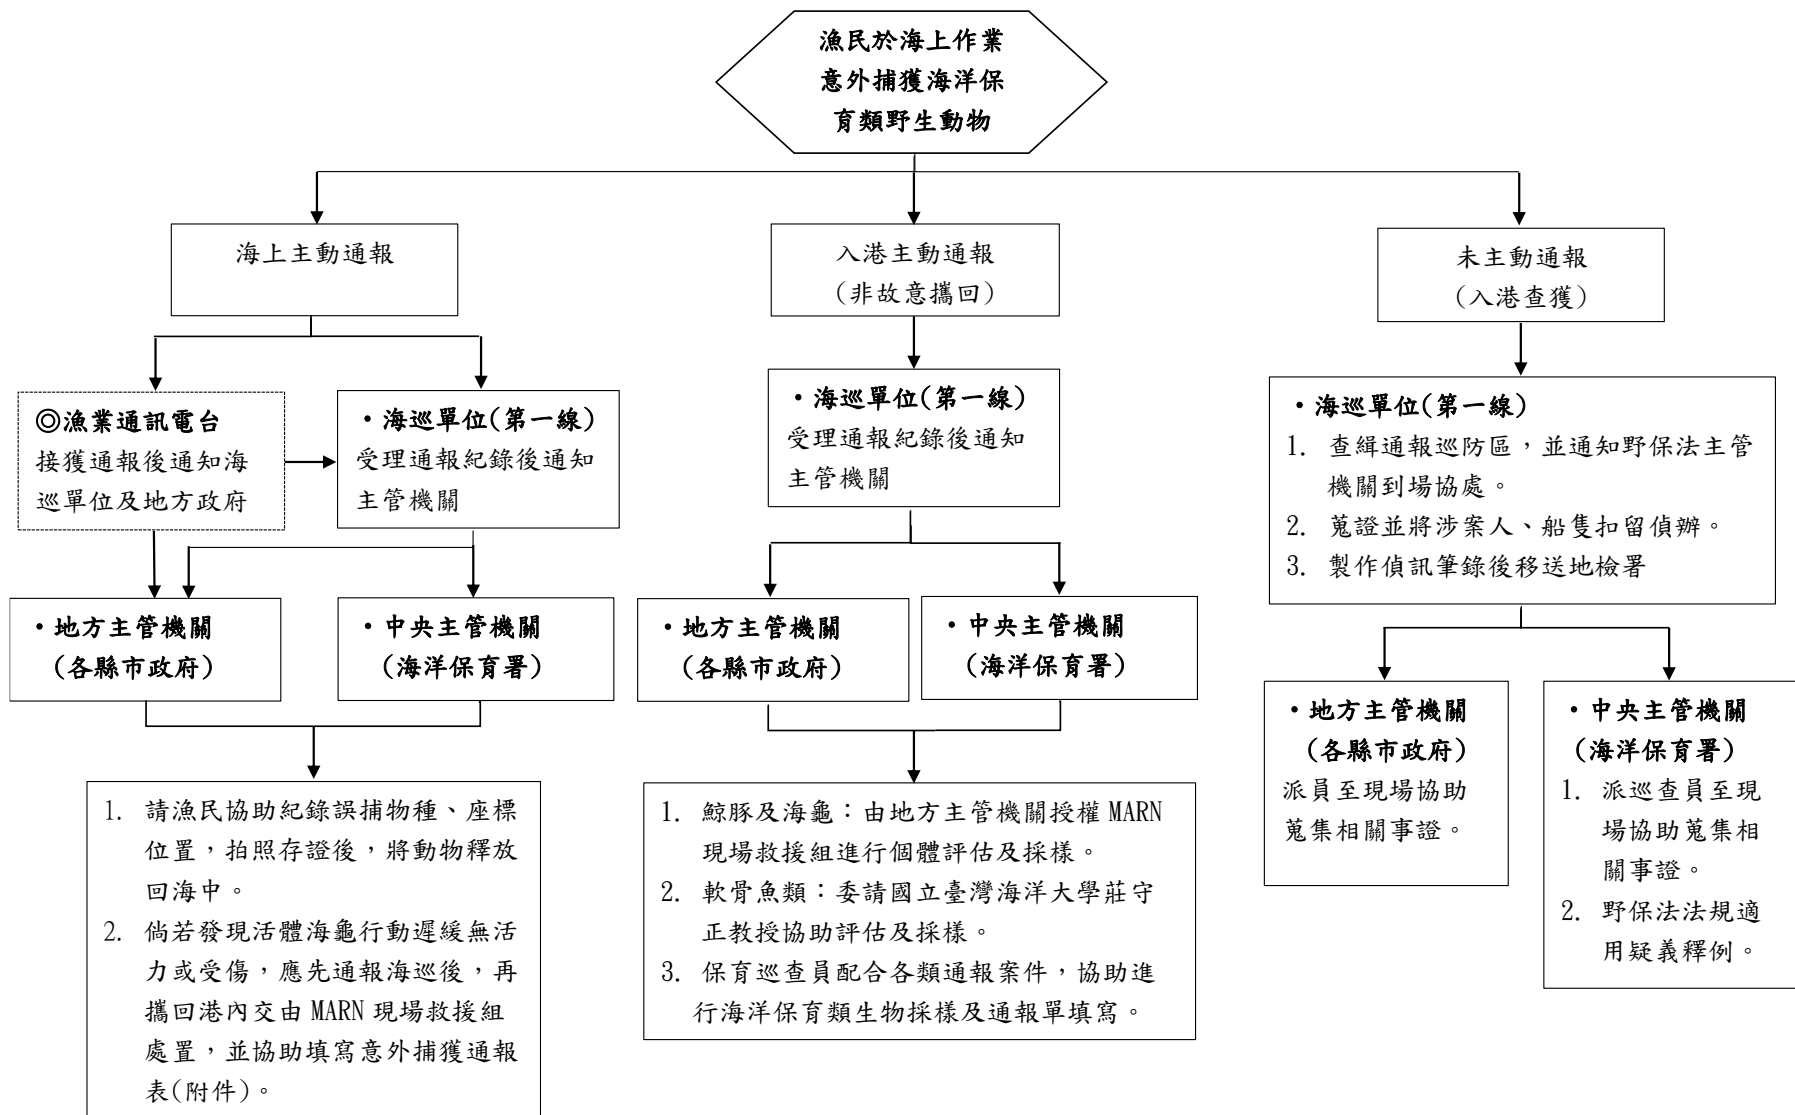 漁民於海上作業
意外捕獲海洋保
育類野生動物
海上主動通報
入港主動通報
(非故意攜回)
未主動通報
(入港查獲)
◎漁業通訊電台
接獲通報後通知海
巡單位及地方政府
・海巡單位(第一線)
受理通報紀錄後通知
主管機關
・海巡單位(第一線)
受理通報紀錄後通知
主管機關
・海巡單位(第一線)
1. 查緝通報巡防區，並通知野保法主管
機關到場協處。
2. 蒐證並將涉案人、船隻扣留偵辦。
3. 製作偵訊筆錄後移送地檢署
・地方主管機關
(各縣市政府)
・中央主管機關
(海洋保育署)
・地方主管機關
(各縣市政府)
・中央主管機關
(海洋保育署)
・地方主管機關
(各縣市政府)
派員至現場協助
蒐集相關事證。
・中央主管機關
(海洋保育署)
1. 派巡查員至現
場協助蒐集相
關事證。
2. 野保法法規適
用疑義釋例。
1. 請漁民協助紀錄誤捕物種、座標
位置，拍照存證後，將動物釋放
回海中。
2. 倘若發現活體海龜行動遲緩無活
力或受傷，應先通報海巡後，再
攜回港內交由 MARN 現場救援組
處置，並協助填寫意外捕獲通報
表(附件)。
1. 鯨豚及海龜：由地方主管機關授權 MARN
現場救援組進行個體評估及採樣。
2. 軟骨魚類：委請國立臺灣海洋大學莊守
正教授協助評估及採樣。
3. 保育巡查員配合各類通報案件，協助進
行海洋保育類生物採樣及通報單填寫。